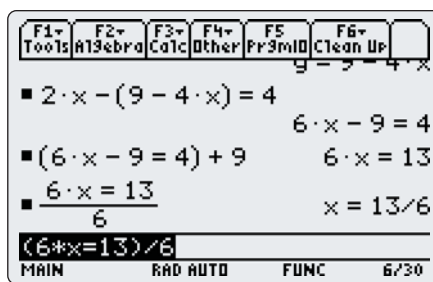 F1▾ F2▾ F3▾ F4▾ F5 F6▾
Tools Algebra Calc Other PrgmIO Clean Up
■ 2·x − (9 − 4·x) = 4
6·x − 9 = 4
■ (6·x − 9 = 4) + 9 6·x = 13
■ 6·x = 13 / 6 x = 13/6
(6*x=13)/6
MAIN RAD AUTO FUNC 6/30